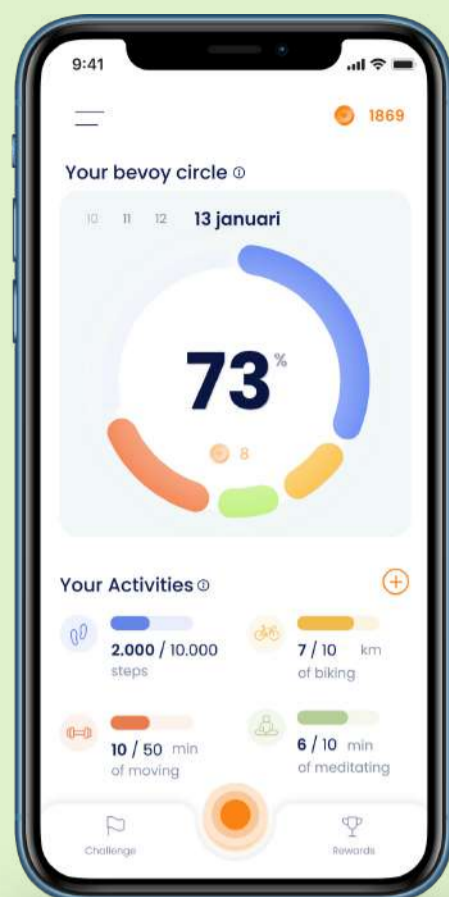 9:41
1869
Your bevoy circle
10 11 12 13 januari
73%
8
Your Activities
2.000 / 10.000
steps
7 / 10 km
of biking
10 / 50 min
of moving
6 / 10 min
of meditating
Challenge
Rewards